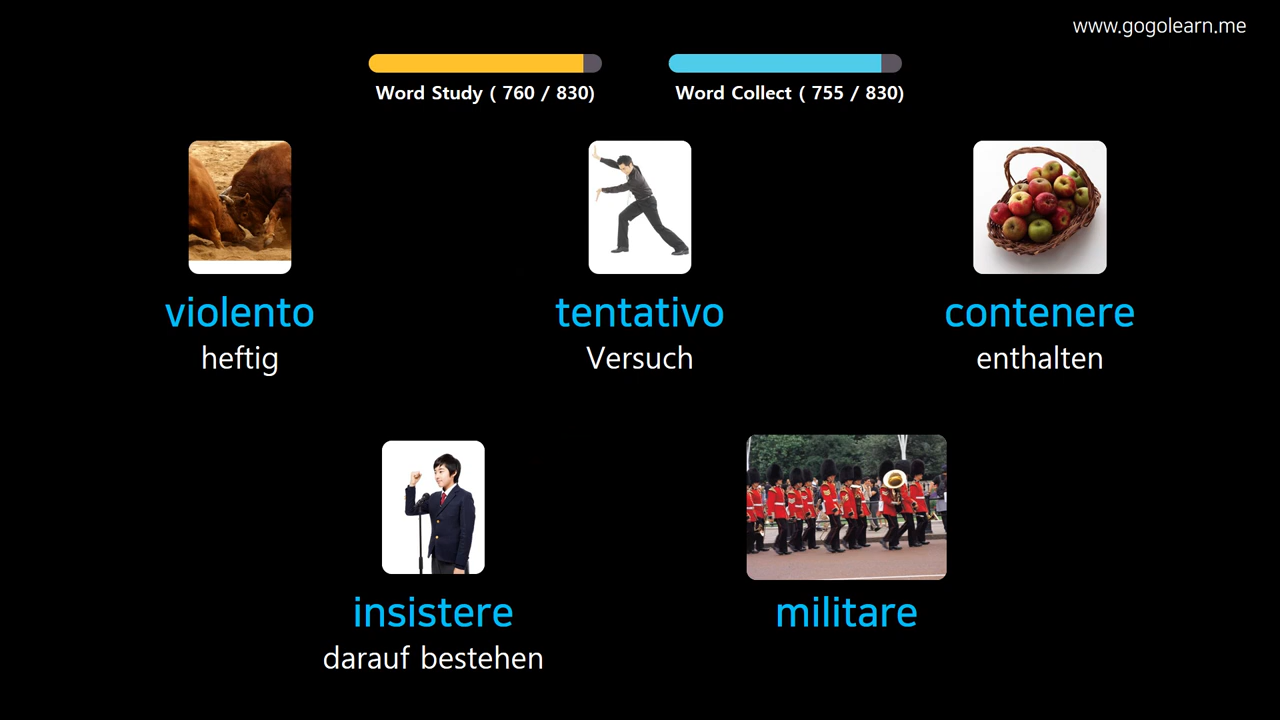 www.gogolearn.me
Word Study ( 760 / 830)
Word Collect ( 755 / 830)
violento
heftig
tentativo
Versuch
contenere
enthalten
insistere
darauf bestehen
militare